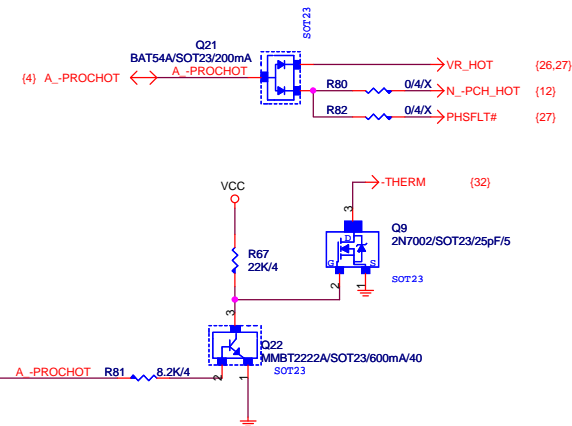 SOT23
Q21
BAT54A/SOT23/200mA
{4} A_-PROCHOT A_-PROCHOT
VR_HOT {26,27}
R80 0/4/X N_-PCH_HOT {12}
R82 0/4/X PHSFLT# {27}
VCC
-THERM {32}
3
Q9
2N7002/SOT23/25pF/5
D
G S
R67
22K/4
SOT23
2 1
3
Q22
MMBT2222A/SOT23/600mA/40
SOT23
A_-PROCHOT R81 8.2K/4
2 1